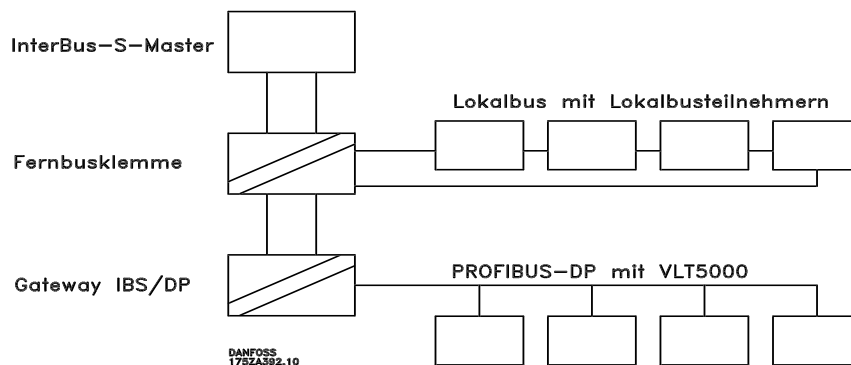 InterBus-S-Master
Lokalbus mit Lokalbusteilnehmern
Fernbusklemme
PROFIBUS-DP mit VLT5000
Gateway IBS/DP
DANFOSS
175ZA392.10